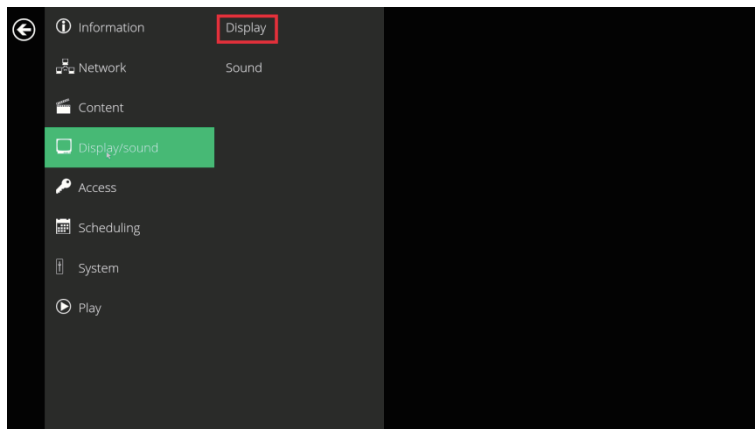 Information
Network
Content
Display/sound
Access
Scheduling
System
Play
Display
Sound